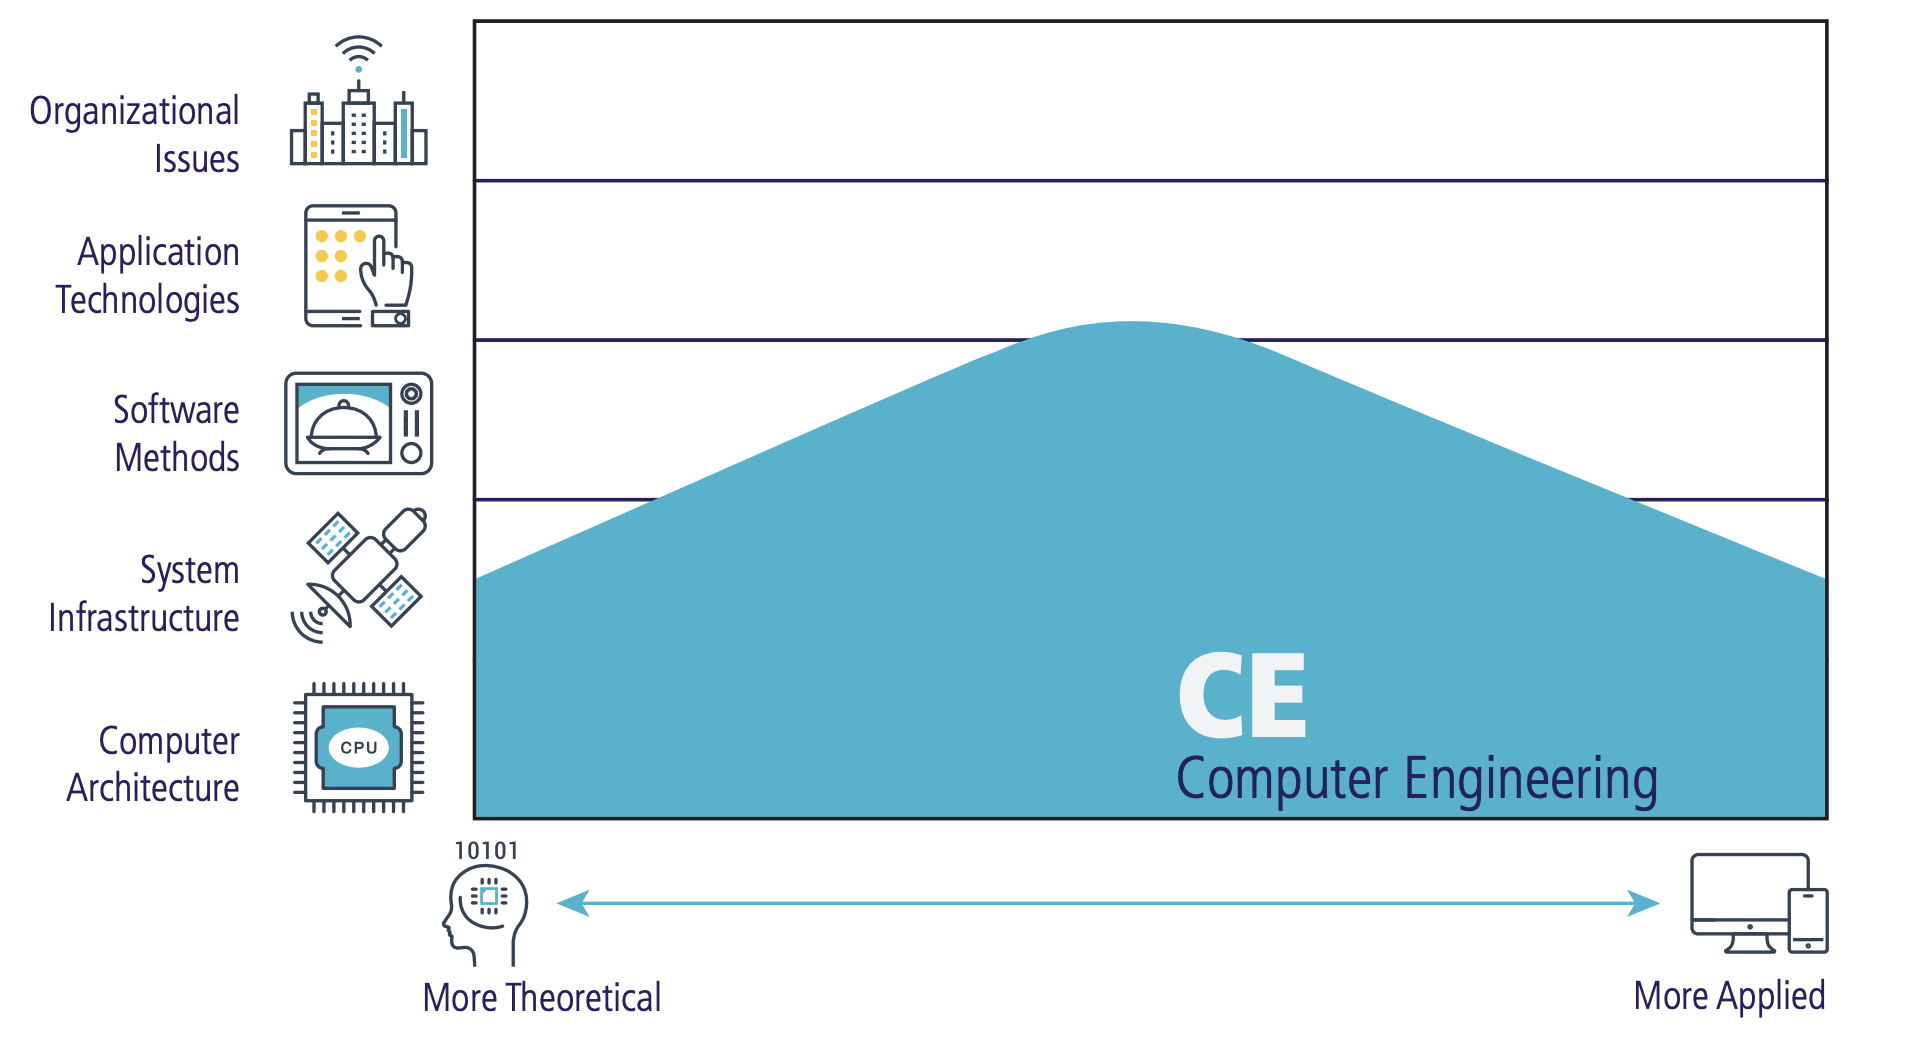 Organizational
Issues
Application
Technologies
Software
Methods
System
Infrastructure
Computer
Architecture
CPU
CE
Computer Engineering
10101
More Theoretical
More Applied